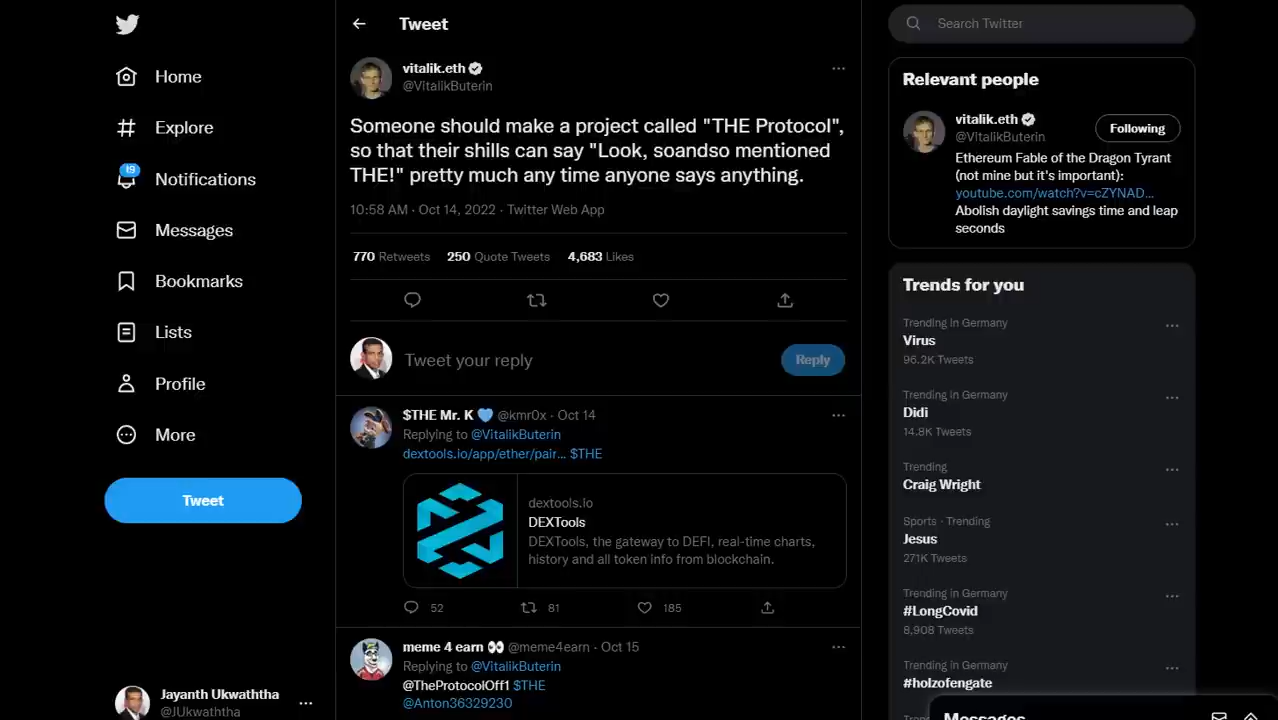 Home
Explore
19
Notifications
Messages
Bookmarks
Lists
Profile
More
Tweet
Jayanth Ukwaththa
@JUkwaththa
Tweet
vitalik.eth
@VitalikButerin
Someone should make a project called "THE Protocol",
so that their shills can say "Look, soandso mentioned
THE!" pretty much any time anyone says anything.
10:58 AM · Oct 14, 2022 · Twitter Web App
770 Retweets 250 Quote Tweets 4,683 Likes
Tweet your reply
Reply
$THE Mr. K 💙 @kmr0x · Oct 14
Replying to @VitalikButerin
dextools.io/app/ether/pair... $THE
dextools.io
DEXTools
DEXTools, the gateway to DEFI, real-time charts,
history and all token info from blockchain.
52 81 185
meme 4 earn 👀 @meme4earn · Oct 15
Replying to @VitalikButerin
@TheProtocolOff1 $THE
@Anton36329230
Search Twitter
Relevant people
vitalik.eth
@VitalikButerin
Following
Ethereum Fable of the Dragon Tyrant
(not mine but it's important):
youtube.com/watch?v=cZYNAD...
Abolish daylight savings time and leap
seconds
Trends for you
Trending in Germany
Virus
96.2K Tweets
Trending in Germany
Didi
14.8K Tweets
Trending
Craig Wright
Sports · Trending
Jesus
271K Tweets
Trending in Germany
#LongCovid
8,908 Tweets
Trending in Germany
#holzofengate
Messages